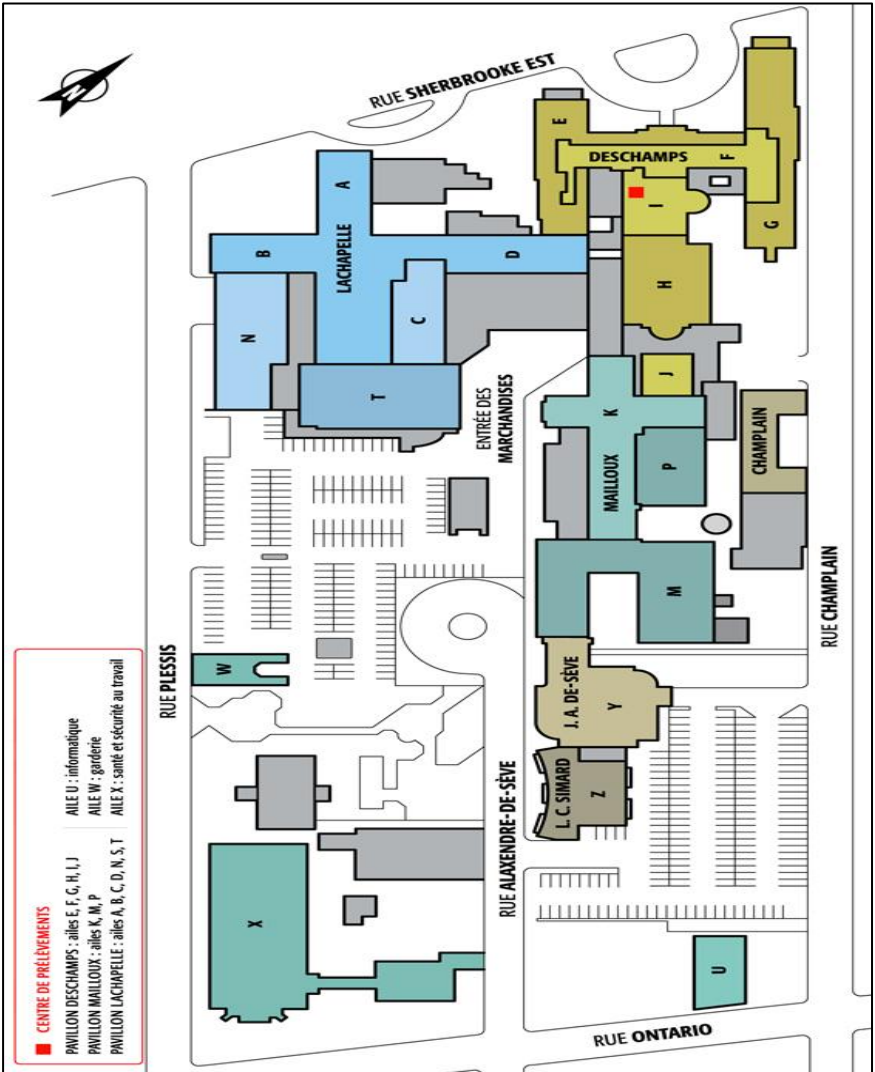 N
RUE SHERBROOKE EST
E
DESCHAMPS
F
I
G
H
J
A
B
LACHAPELLE
D
C
N
T
ENTRÉE DES
MARCHANDISES
K
MAILLOUX
P
CHAMPLAIN
M
RUE CHAMPLAIN
RUE PLESSIS
W
J. A. DE-SÈVE
Y
L. C. SIMARD
Z
RUE ALAXENDRE-DE-SÈVE
X
U
RUE ONTARIO
CENTRE DE PRÉLÈVEMENTS
PAVILLON DESCHAMPS : ailes E, F, G, H, I, J
PAVILLON MAILLOUX : ailes K, M, P
PAVILLON LACHAPELLE : ailes A, B, C, D, N, S, T
AILE U : informatique
AILE W : garderie
AILE X : santé et sécurité au travail